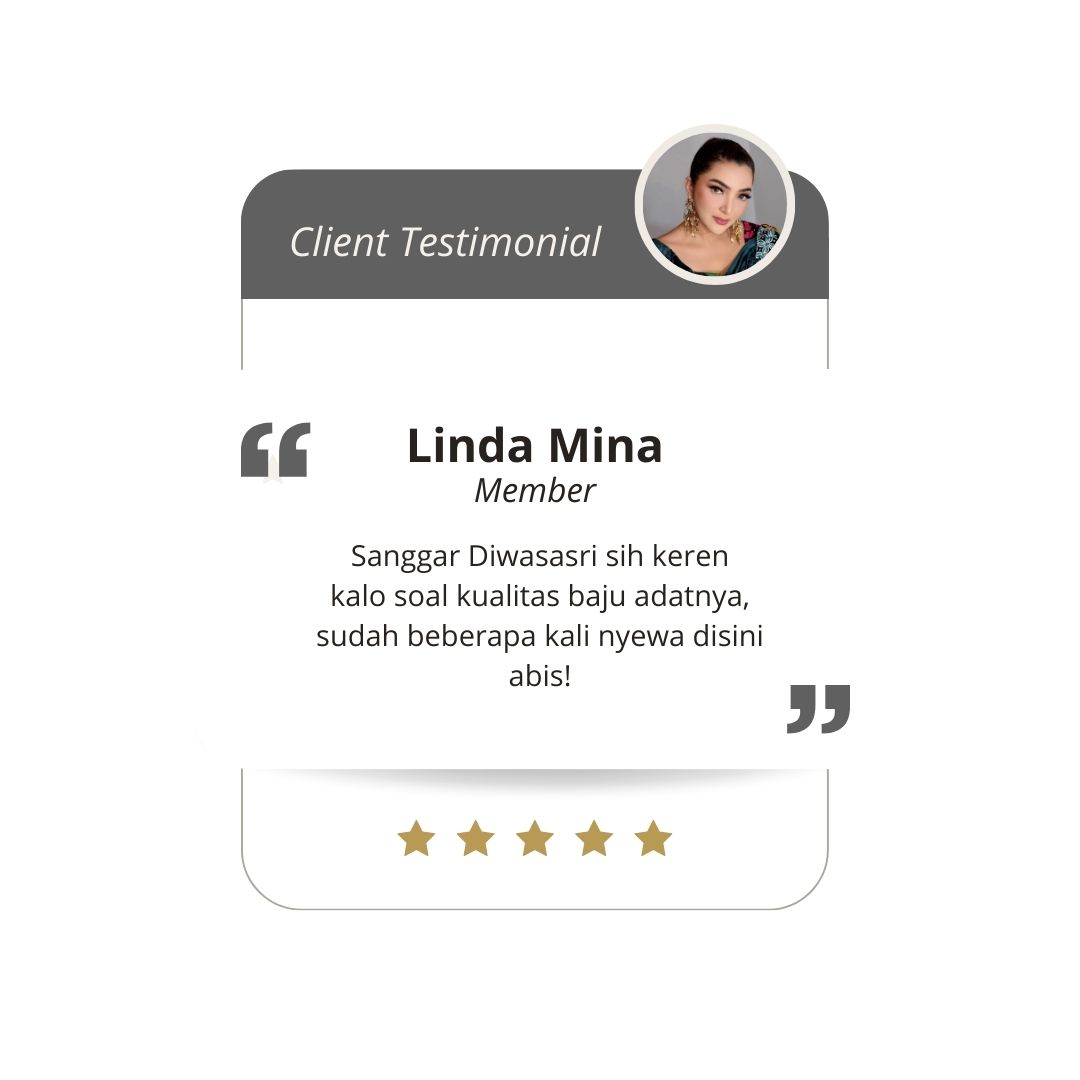 Client Testimonial
Linda Mina
Member
Sanggar Diwasasri sih keren
kalo soal kualitas baju adatnya,
sudah beberapa kali nyewa disini
abis!